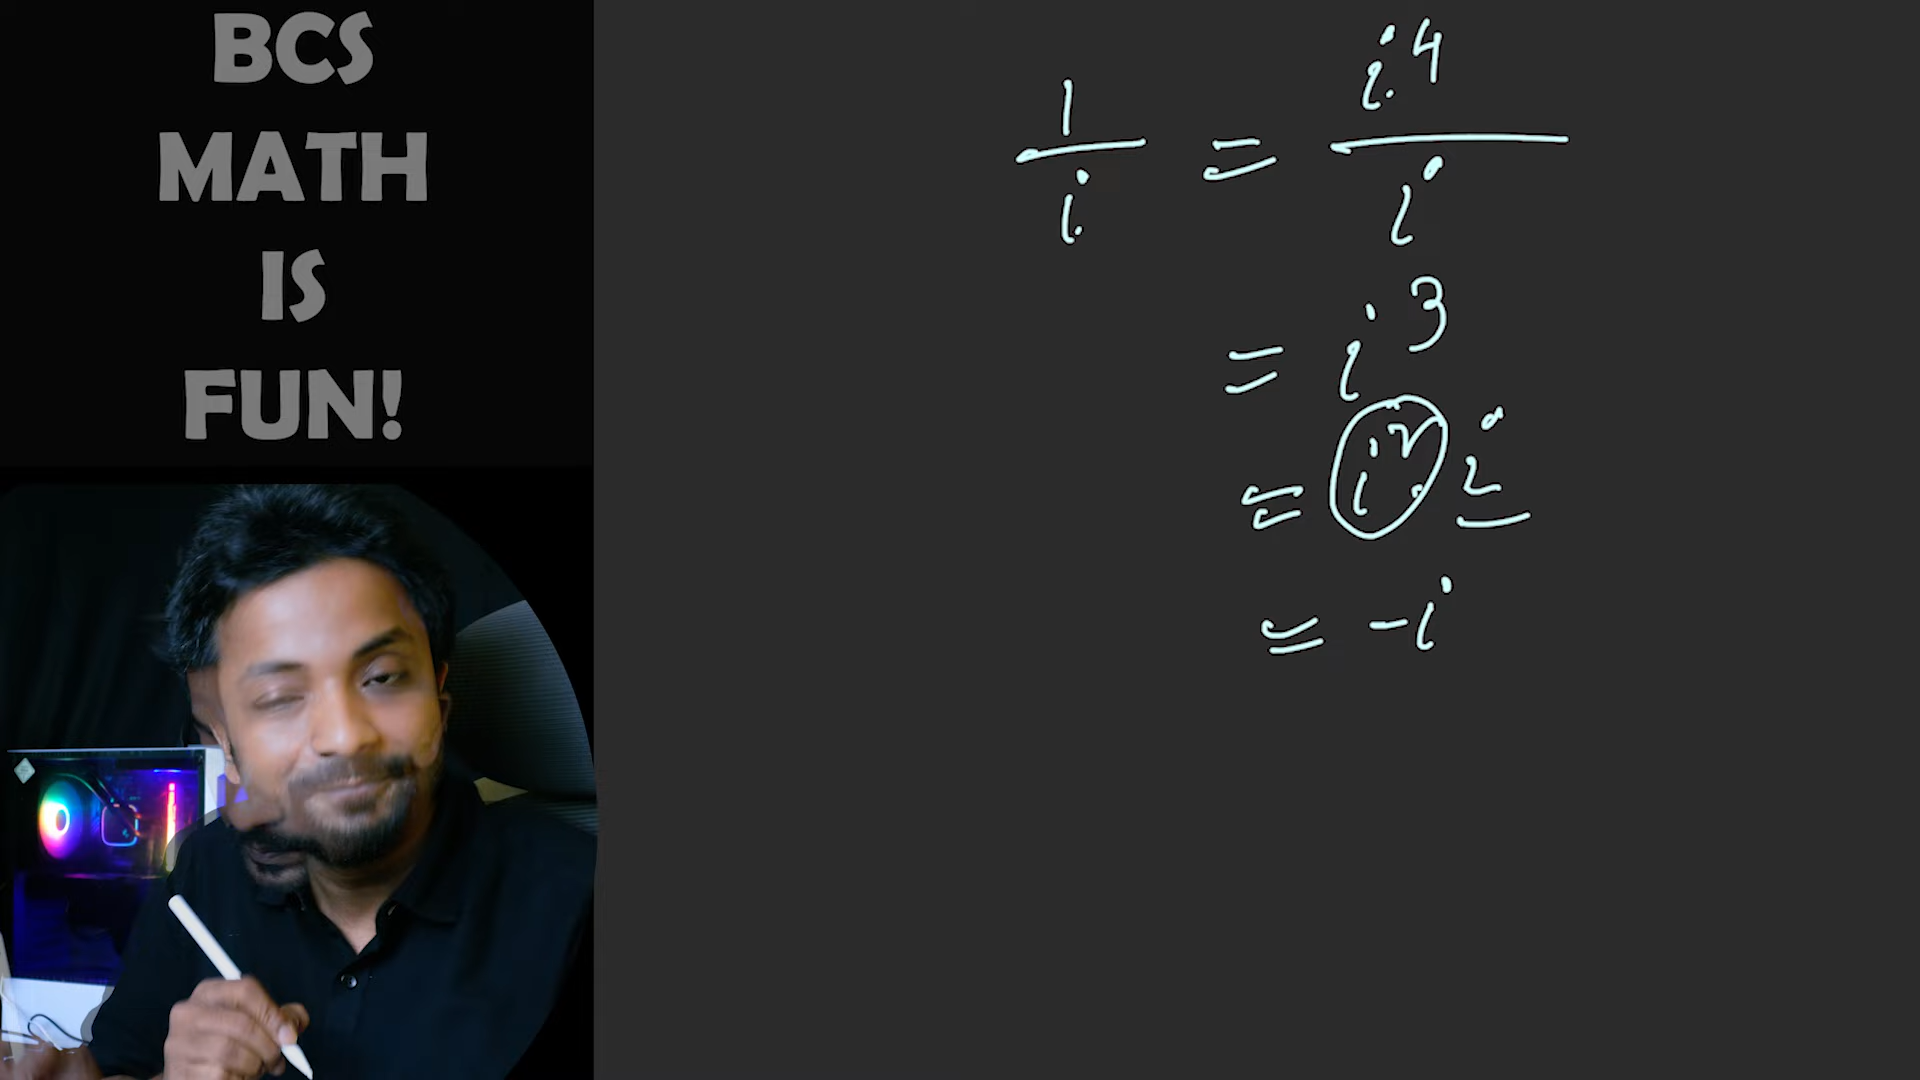 BCS
MATH
IS
FUN!
1/i = i⁴/i
= i³
= i².i
= -i